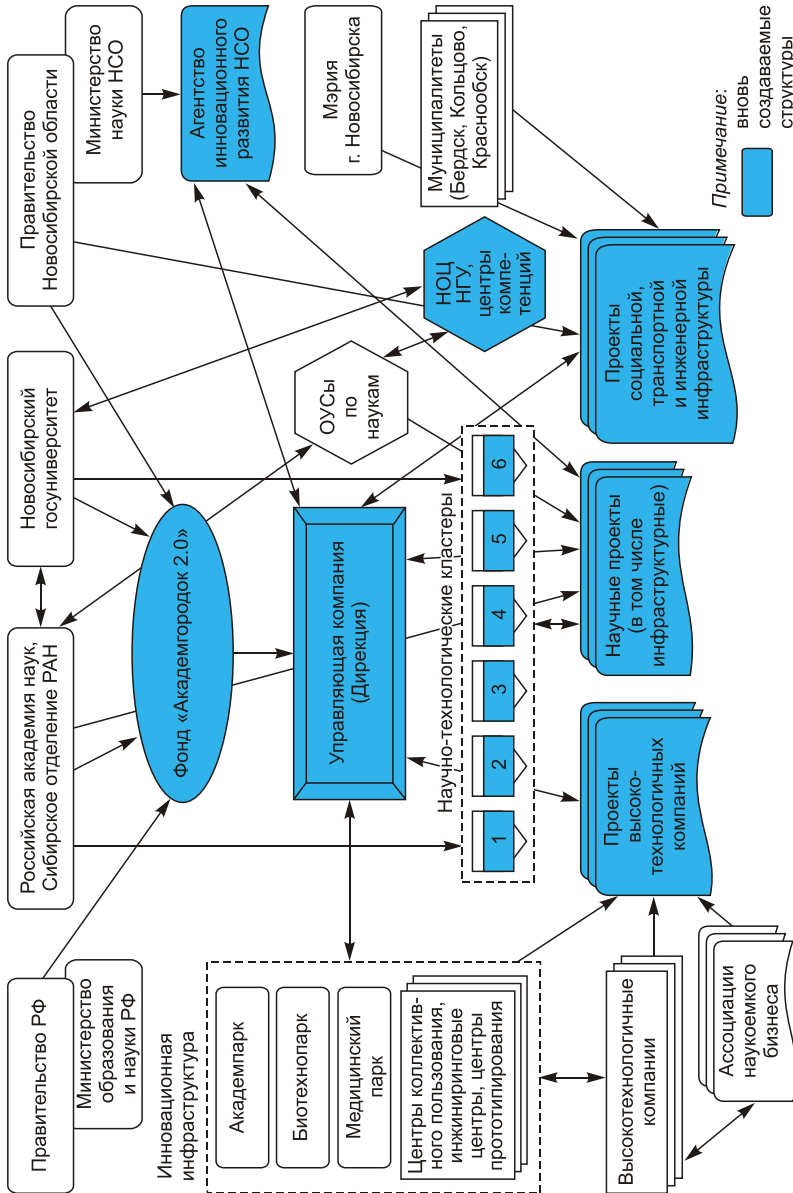 Правительство РФ
Министерство
образования
и науки РФ
Российская академия наук,
Сибирское отделение РАН
Новосибирский
госуниверситет
Правительство
Новосибирской области
Министерство
науки НСО
Фонд «Академгородок 2.0»
Агентство
инновационного
развития НСО
Инновационная
инфраструктура
Академпарк
Биотехнопарк
Медицинский
парк
Центры коллектив-
ного пользования,
инжиниринговые
центры, центры
прототипирования
Управляющая компания
(Дирекция)
ОУСы
по
наукам
НОЦ
НГУ,
центры
компе-
тенций
Мэрия
г. Новосибирска
Муниципалитеты
(Бердск, Кольцово,
Краснообск)
Научно-технологические кластеры
1
2
3
4
5
6
Высокотехнологичные
компании
Ассоциации
наукоемкого
бизнеса
Проекты
высоко-
технологичных
компаний
Научные проекты
(в том числе
инфраструктурные)
Проекты
социальной,
транспортной
и инженерной
инфраструктуры
Примечание:
вновь
создаваемые
структуры